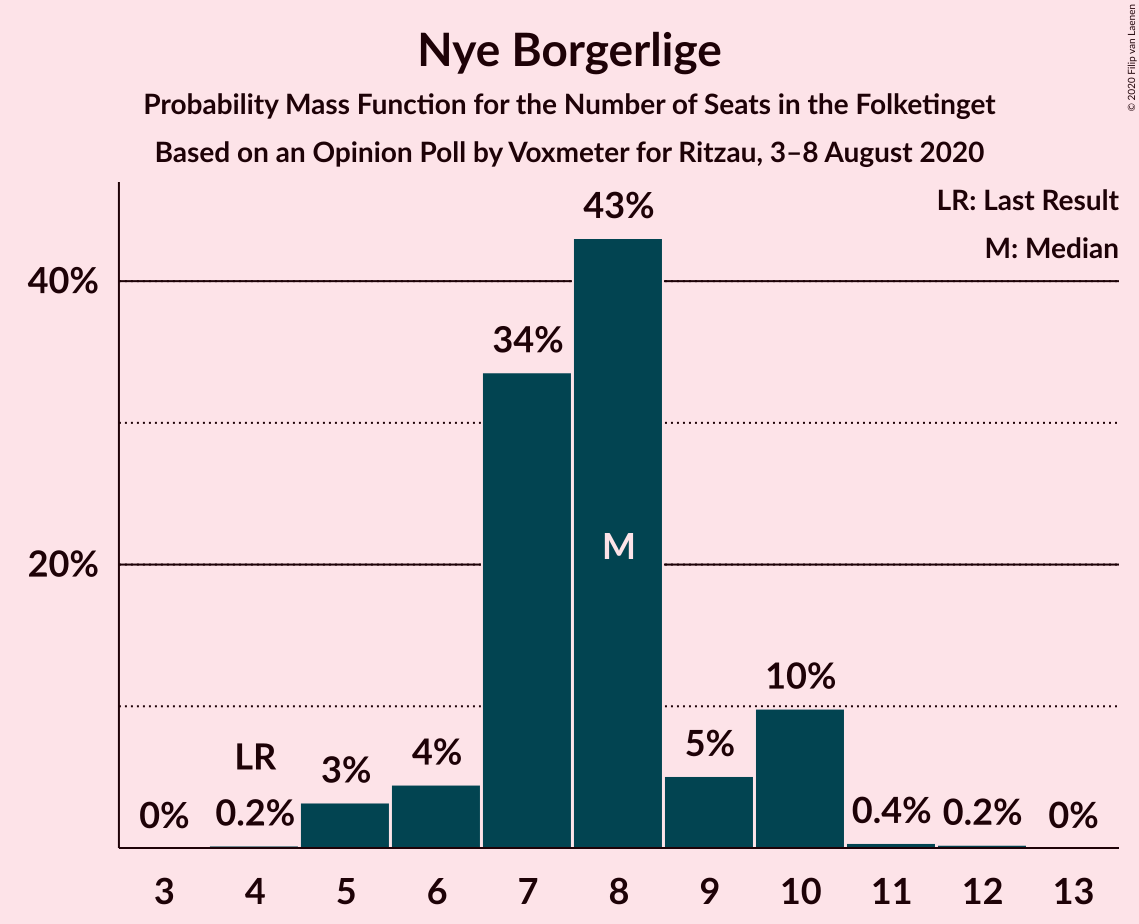 © 2020 Filip van Laenen
Nye Borgerlige
Probability Mass Function for the Number of Seats in the Folketinget
Based on an Opinion Poll by Voxmeter for Ritzau, 3–8 August 2020
LR: Last Result
M: Median
40%
20%
0%
LR
0.2%
3%
4%
34%
43%
M
5%
10%
0.4%
0.2%
0%
3 4 5 6 7 8 9 10 11 12 13